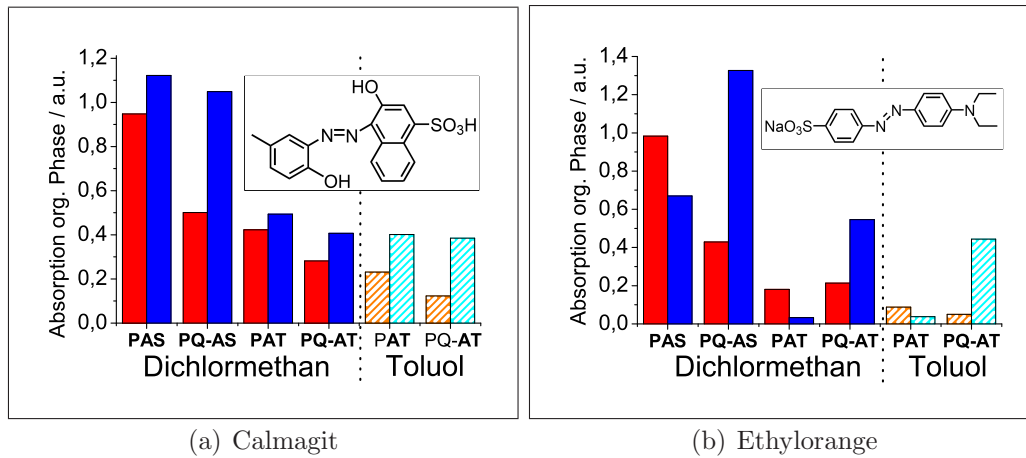 Absorption org. Phase / a.u.
1,2
1,0
0,8
0,6
0,4
0,2
0,0
HO
N=N
SO₃H
OH
PAS PQ-AS PAT PQ-AT PAT PQ-AT
Dichlormethan Toluol
(a) Calmagit
Absorption org. Phase / a.u.
1,4
1,2
1,0
0,8
0,6
0,4
0,2
0,0
NaO₃S
N=N
N
PAS PQ-AS PAT PQ-AT PAT PQ-AT
Dichlormethan Toluol
(b) Ethylorange